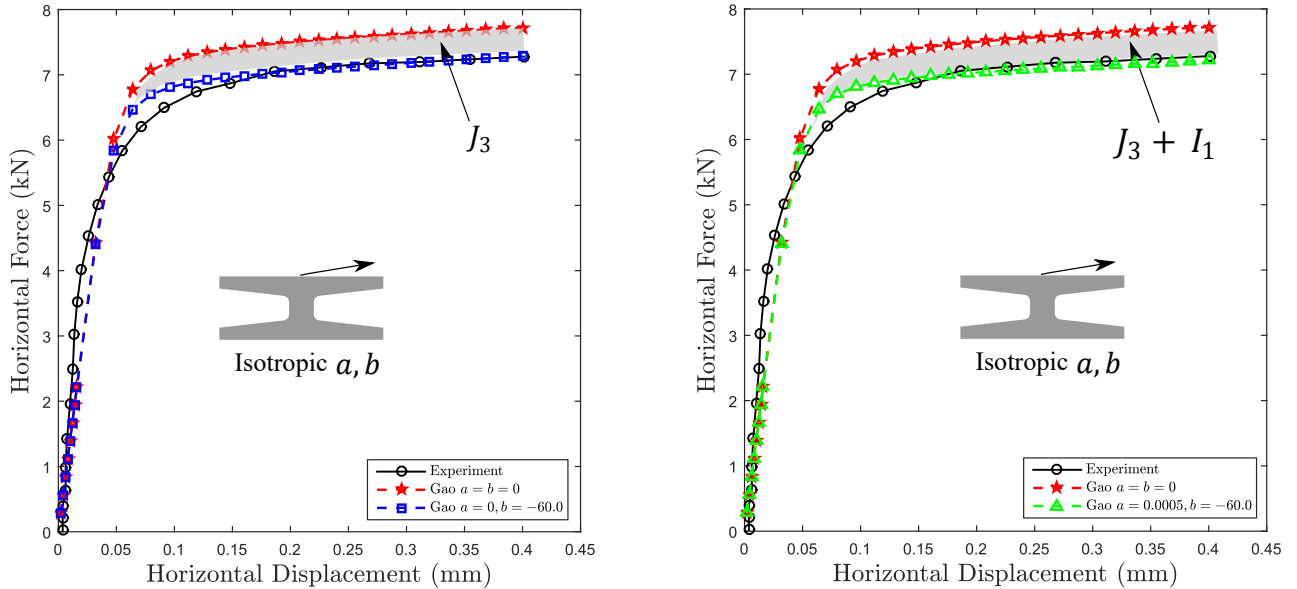 8
7
6
5
4
3
2
1
0
Horizontal Force (kN)
J₃
Isotropic a, b
Experiment
Gao a = b = 0
Gao a = 0, b = −60.0
0 0.05 0.1 0.15 0.2 0.25 0.3 0.35 0.4 0.45
Horizontal Displacement (mm)
8
7
6
5
4
3
2
1
0
Horizontal Force (kN)
J₃ + I₁
Isotropic a, b
Experiment
Gao a = b = 0
Gao a = 0.0005, b = −60.0
0 0.05 0.1 0.15 0.2 0.25 0.3 0.35 0.4 0.45
Horizontal Displacement (mm)